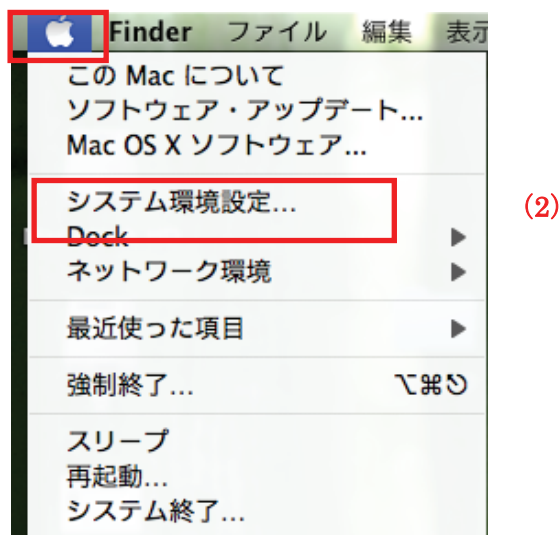 Finder ファイル 編集 表示
この Mac について
ソフトウェア・アップデート...
Mac OS X ソフトウェア...
システム環境設定...
(2)
Dock
ネットワーク環境
最近使った項目
強制終了... ⌥⌘⎋
スリープ
再起動...
システム終了...